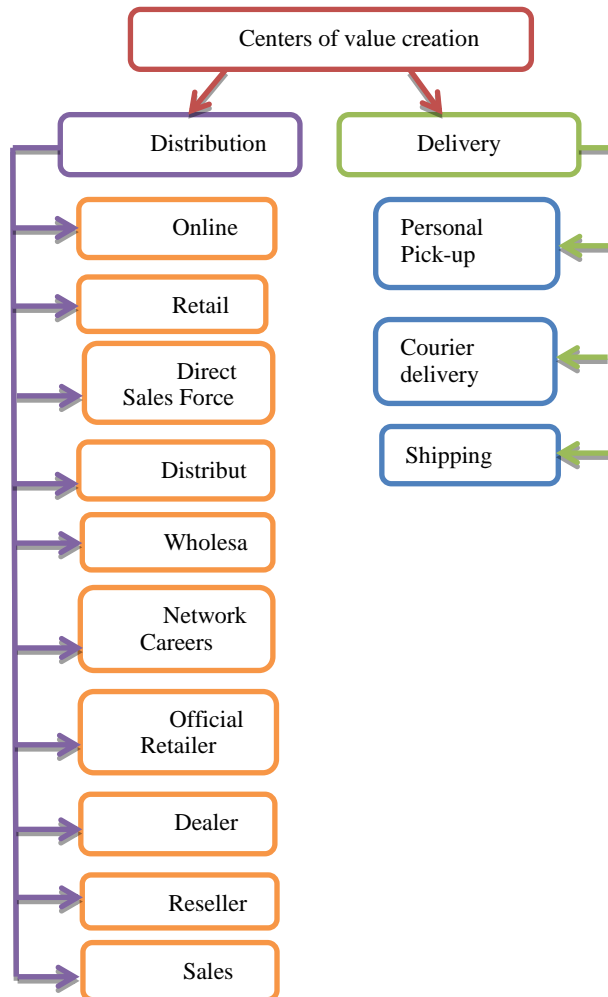 Centers of value creation
Distribution
Online
Retail
Direct
Sales Force
Distribut
Wholesa
Network
Careers
Official
Retailer
Dealer
Reseller
Sales
Delivery
Personal
Pick-up
Courier
delivery
Shipping